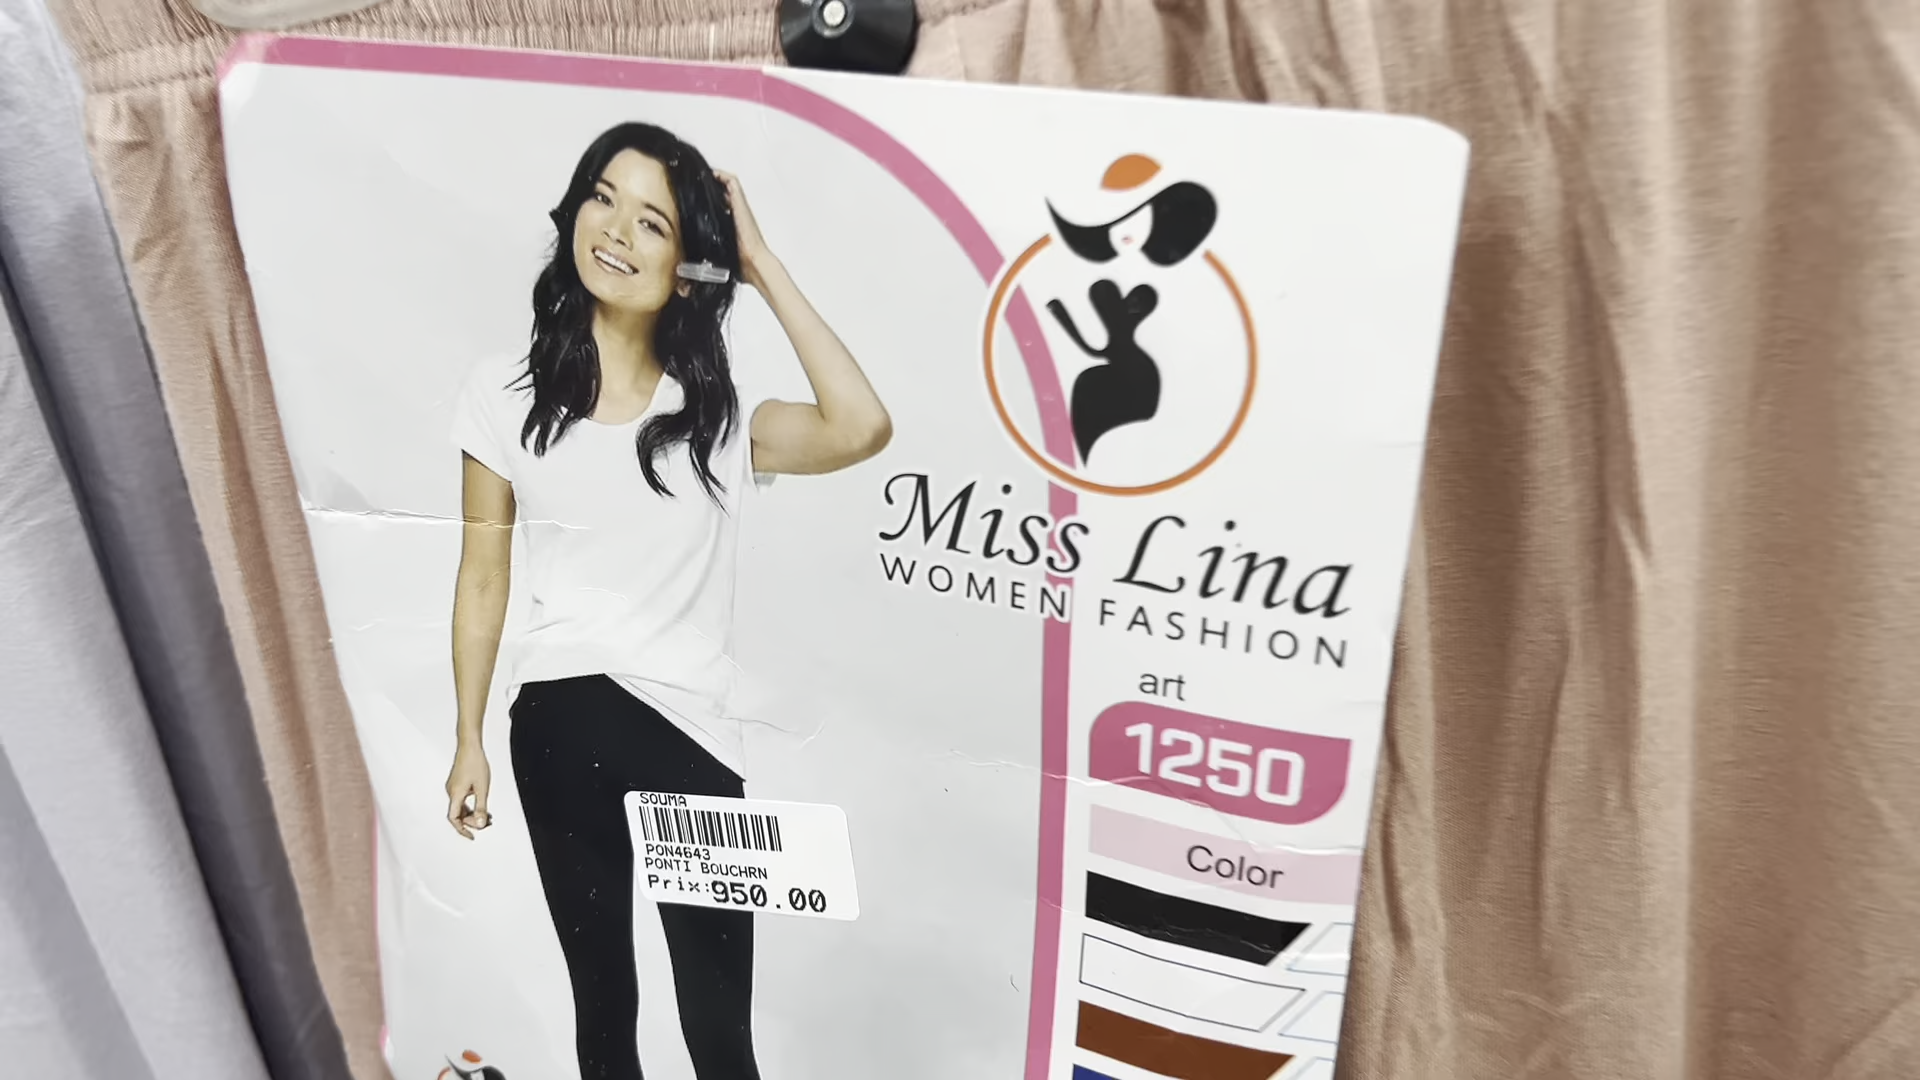 Miss Lina
WOMEN FASHION
art
1250
Color
SOUMA
PON4643
PONTI BOUCHRN
Prix:950.00